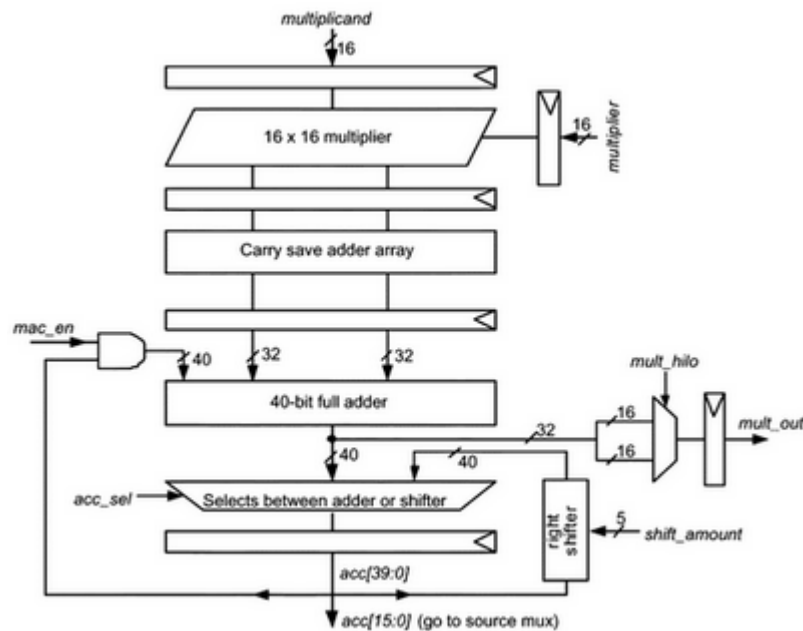 multiplicand
16
16 x 16 multiplier
16
multiplier
Carry save adder array
mac_en
40
32
32
40-bit full adder
mult_hilo
32
16
16
mult_out
40
40
acc_sel
Selects between adder or shifter
right
shifter
5
shift_amount
acc[39:0]
acc[15:0] (go to source mux)